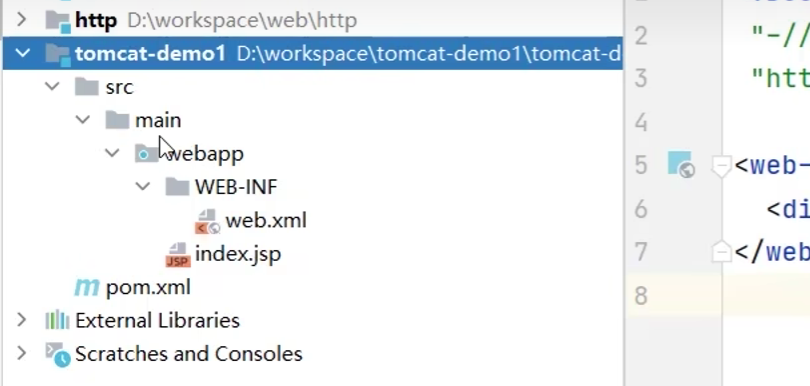 http D:\workspace\web\http
tomcat-demo1 D:\workspace\tomcat-demo1\tomcat-d
src
main
webapp
WEB-INF
web.xml
index.jsp
JSP
pom.xml
External Libraries
Scratches and Consoles
2 "-//
3 "htt
4
5 <web-
6 <di
7 </web
8